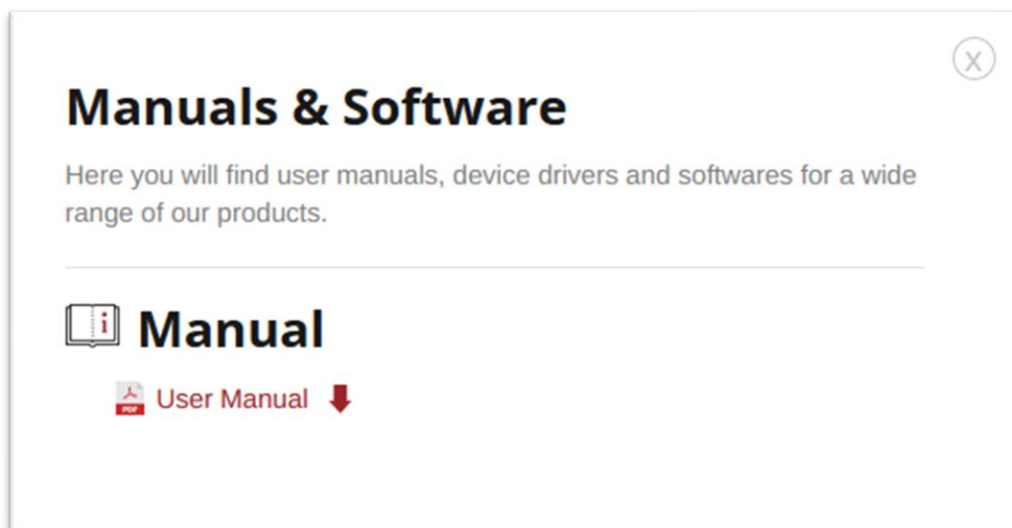 X
Manuals & Software
Here you will find user manuals, device drivers and softwares for a wide
range of our products.
i Manual
PDF User Manual